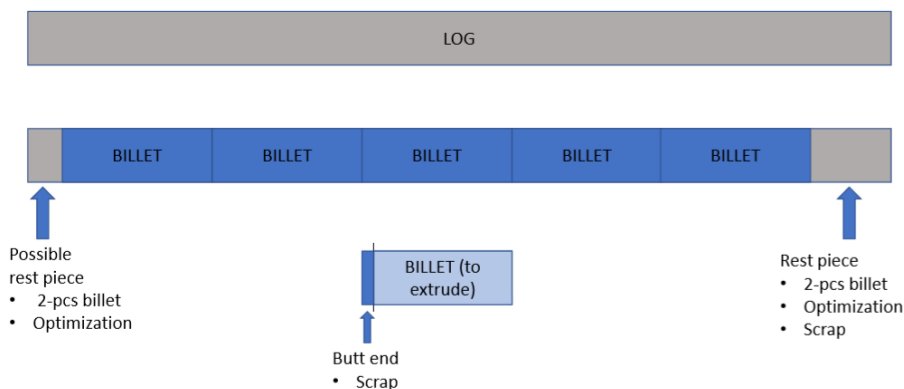 LOG
BILLET BILLET BILLET BILLET BILLET
Possible
rest piece
• 2-pcs billet
• Optimization
BILLET (to
extrude)
Butt end
• Scrap
Rest piece
• 2-pcs billet
• Optimization
• Scrap